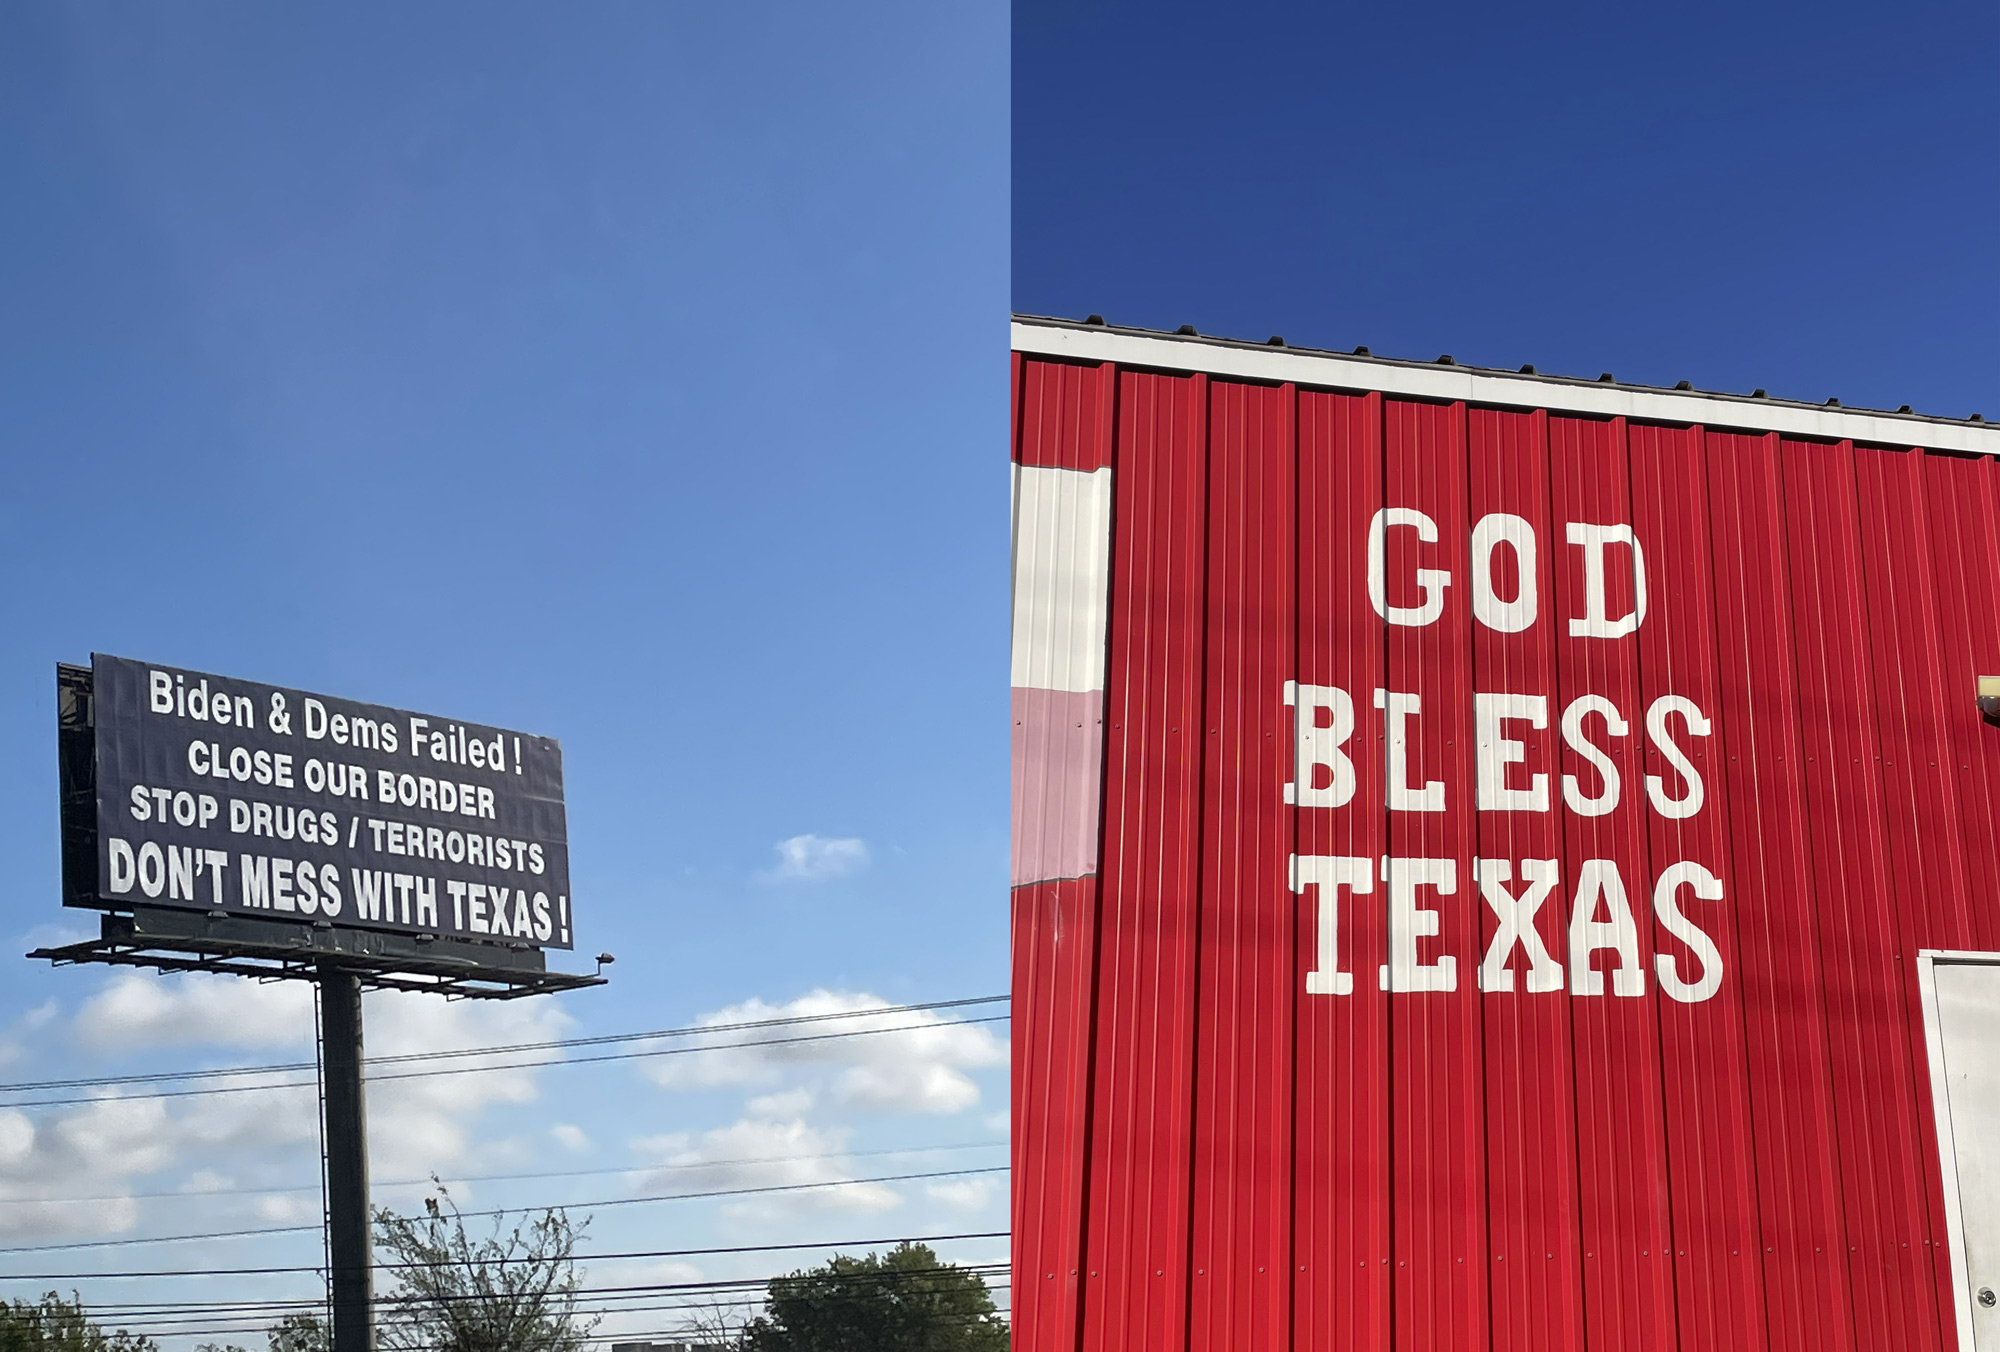 Biden & Dems Failed!
CLOSE OUR BORDER
STOP DRUGS / TERRORISTS
DON'T MESS WITH TEXAS!
GOD
BLESS
TEXAS